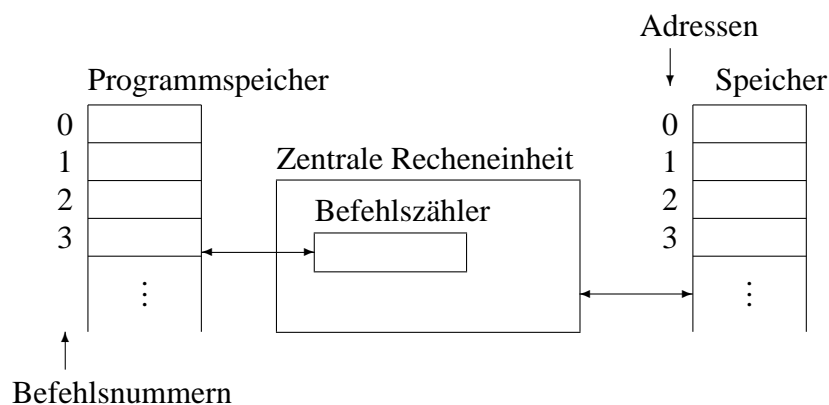 Adressen
Programmspeicher
Speicher
0
1
2
3
Zentrale Recheneinheit
Befehlszähler
0
1
2
3
⋮
⋮
Befehlsnummern